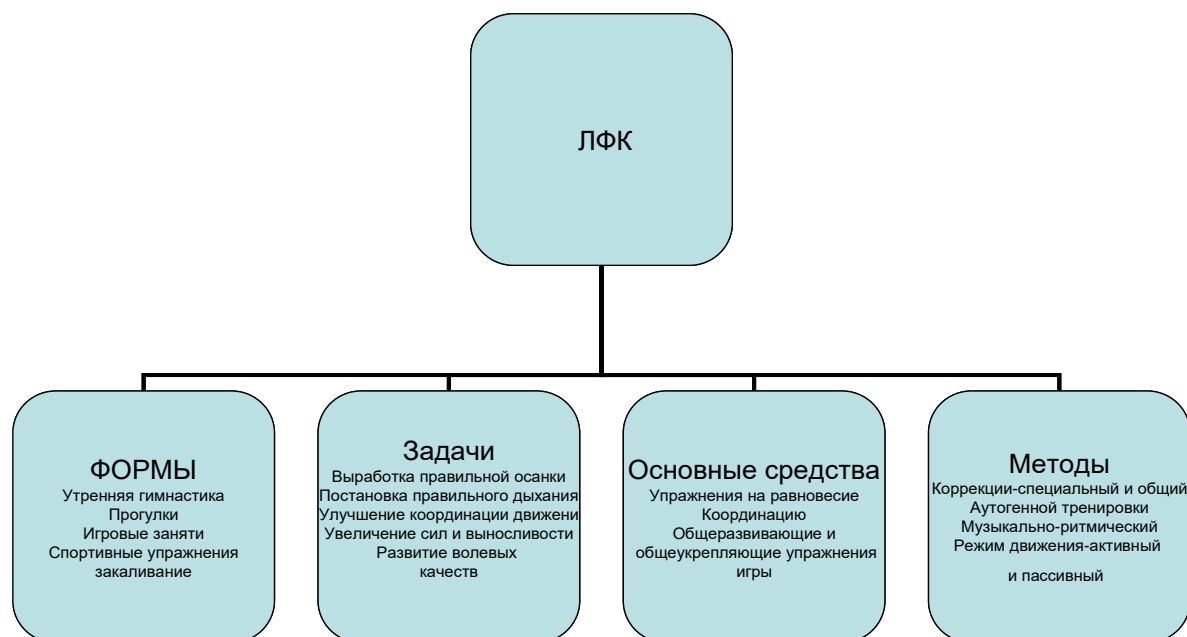 ЛФК
ФОРМЫ
Утренняя гимнастика
Прогулки
Игровые заняти
Спортивные упражнения
закаливание
Задачи
Выработка правильной осанки
Постановка правильного дыхания
Улучшение координации движени
Увеличение сил и выносливости
Развитие волевых
качеств
Основные средства
Упражнения на равновесие
Координацию
Общеразвивающие и
общеукрепляющие упражнения
игры
Методы
Коррекции-специальный и общий
Аутогенной тренировки
Музыкально-ритмический
Режим движения-активный
и пассивный